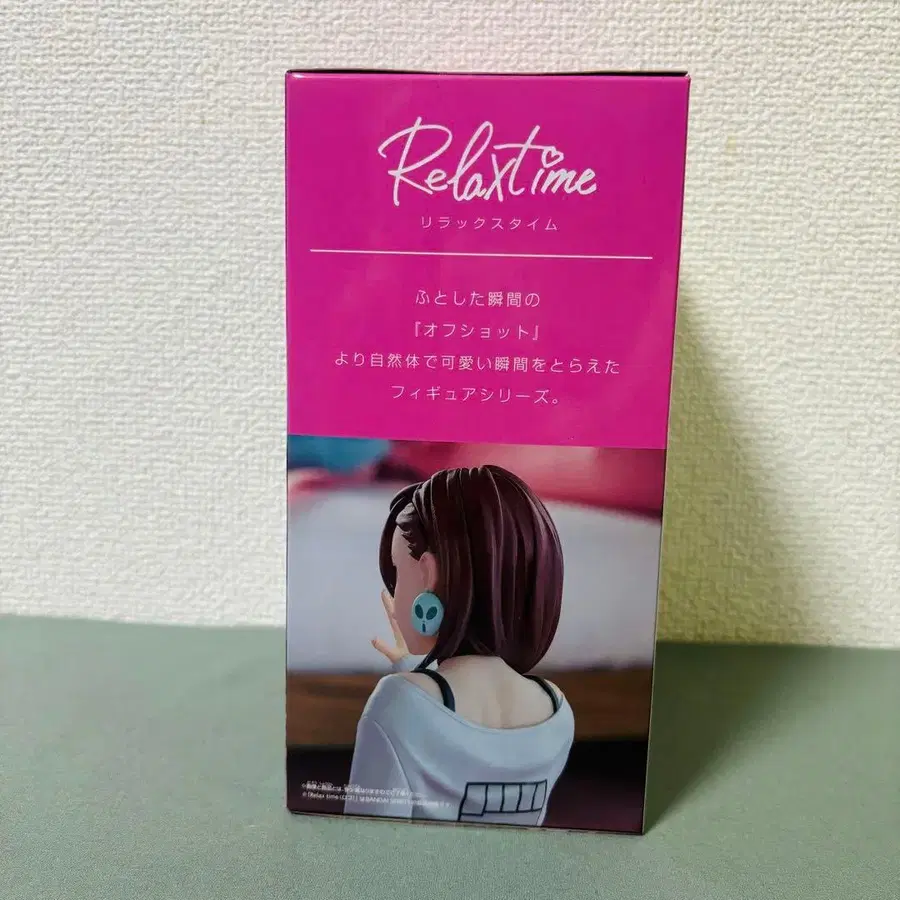 Relaxtime
リラックスタイム
ふとした瞬間の
『オフショット』
より自然体で可愛い瞬間をとらえた
フィギュアシリーズ。